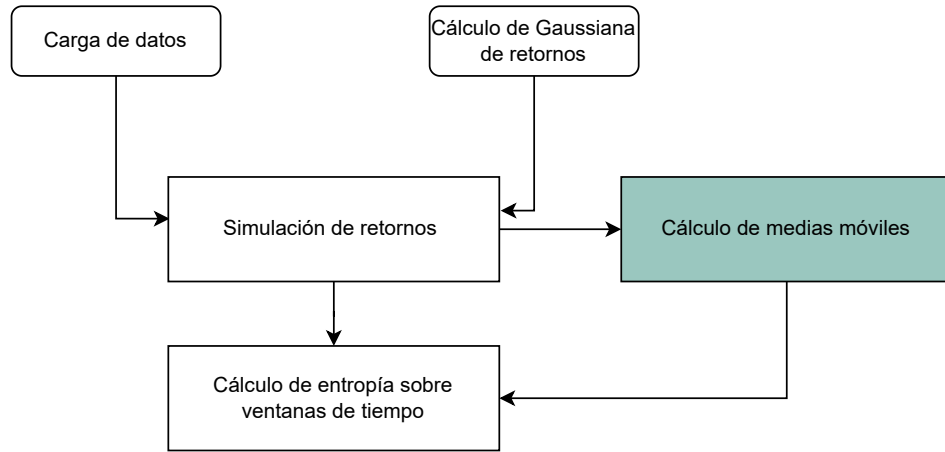 Carga de datos
Cálculo de Gaussiana
de retornos
Simulación de retornos
Cálculo de medias móviles
Cálculo de entropía sobre
ventanas de tiempo